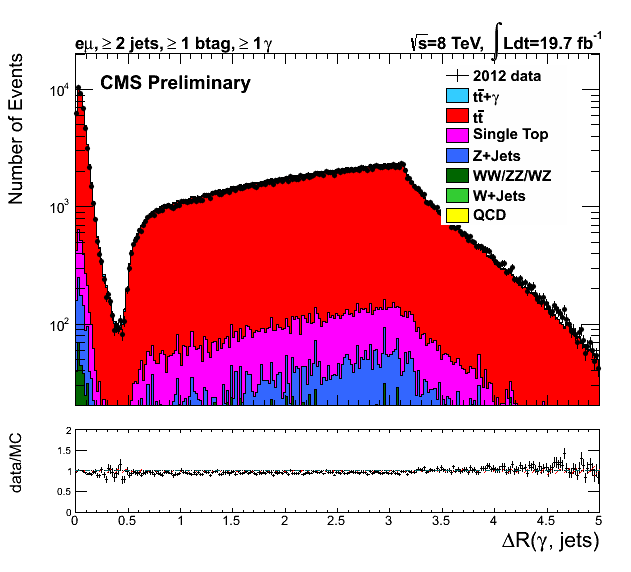 eμ, ≥ 2 jets, ≥ 1 btag, ≥ 1 γ
√s=8 TeV, ∫ Ldt=19.7 fb⁻¹
CMS Preliminary
Number of Events
10⁴
10³
10²
2012 data
tt̄+γ
tt̄
Single Top
Z+Jets
WW/ZZ/WZ
W+Jets
QCD
data/MC
2
1.5
1
0.5
0
0 0.5 1 1.5 2 2.5 3 3.5 4 4.5 5
ΔR(γ, jets)